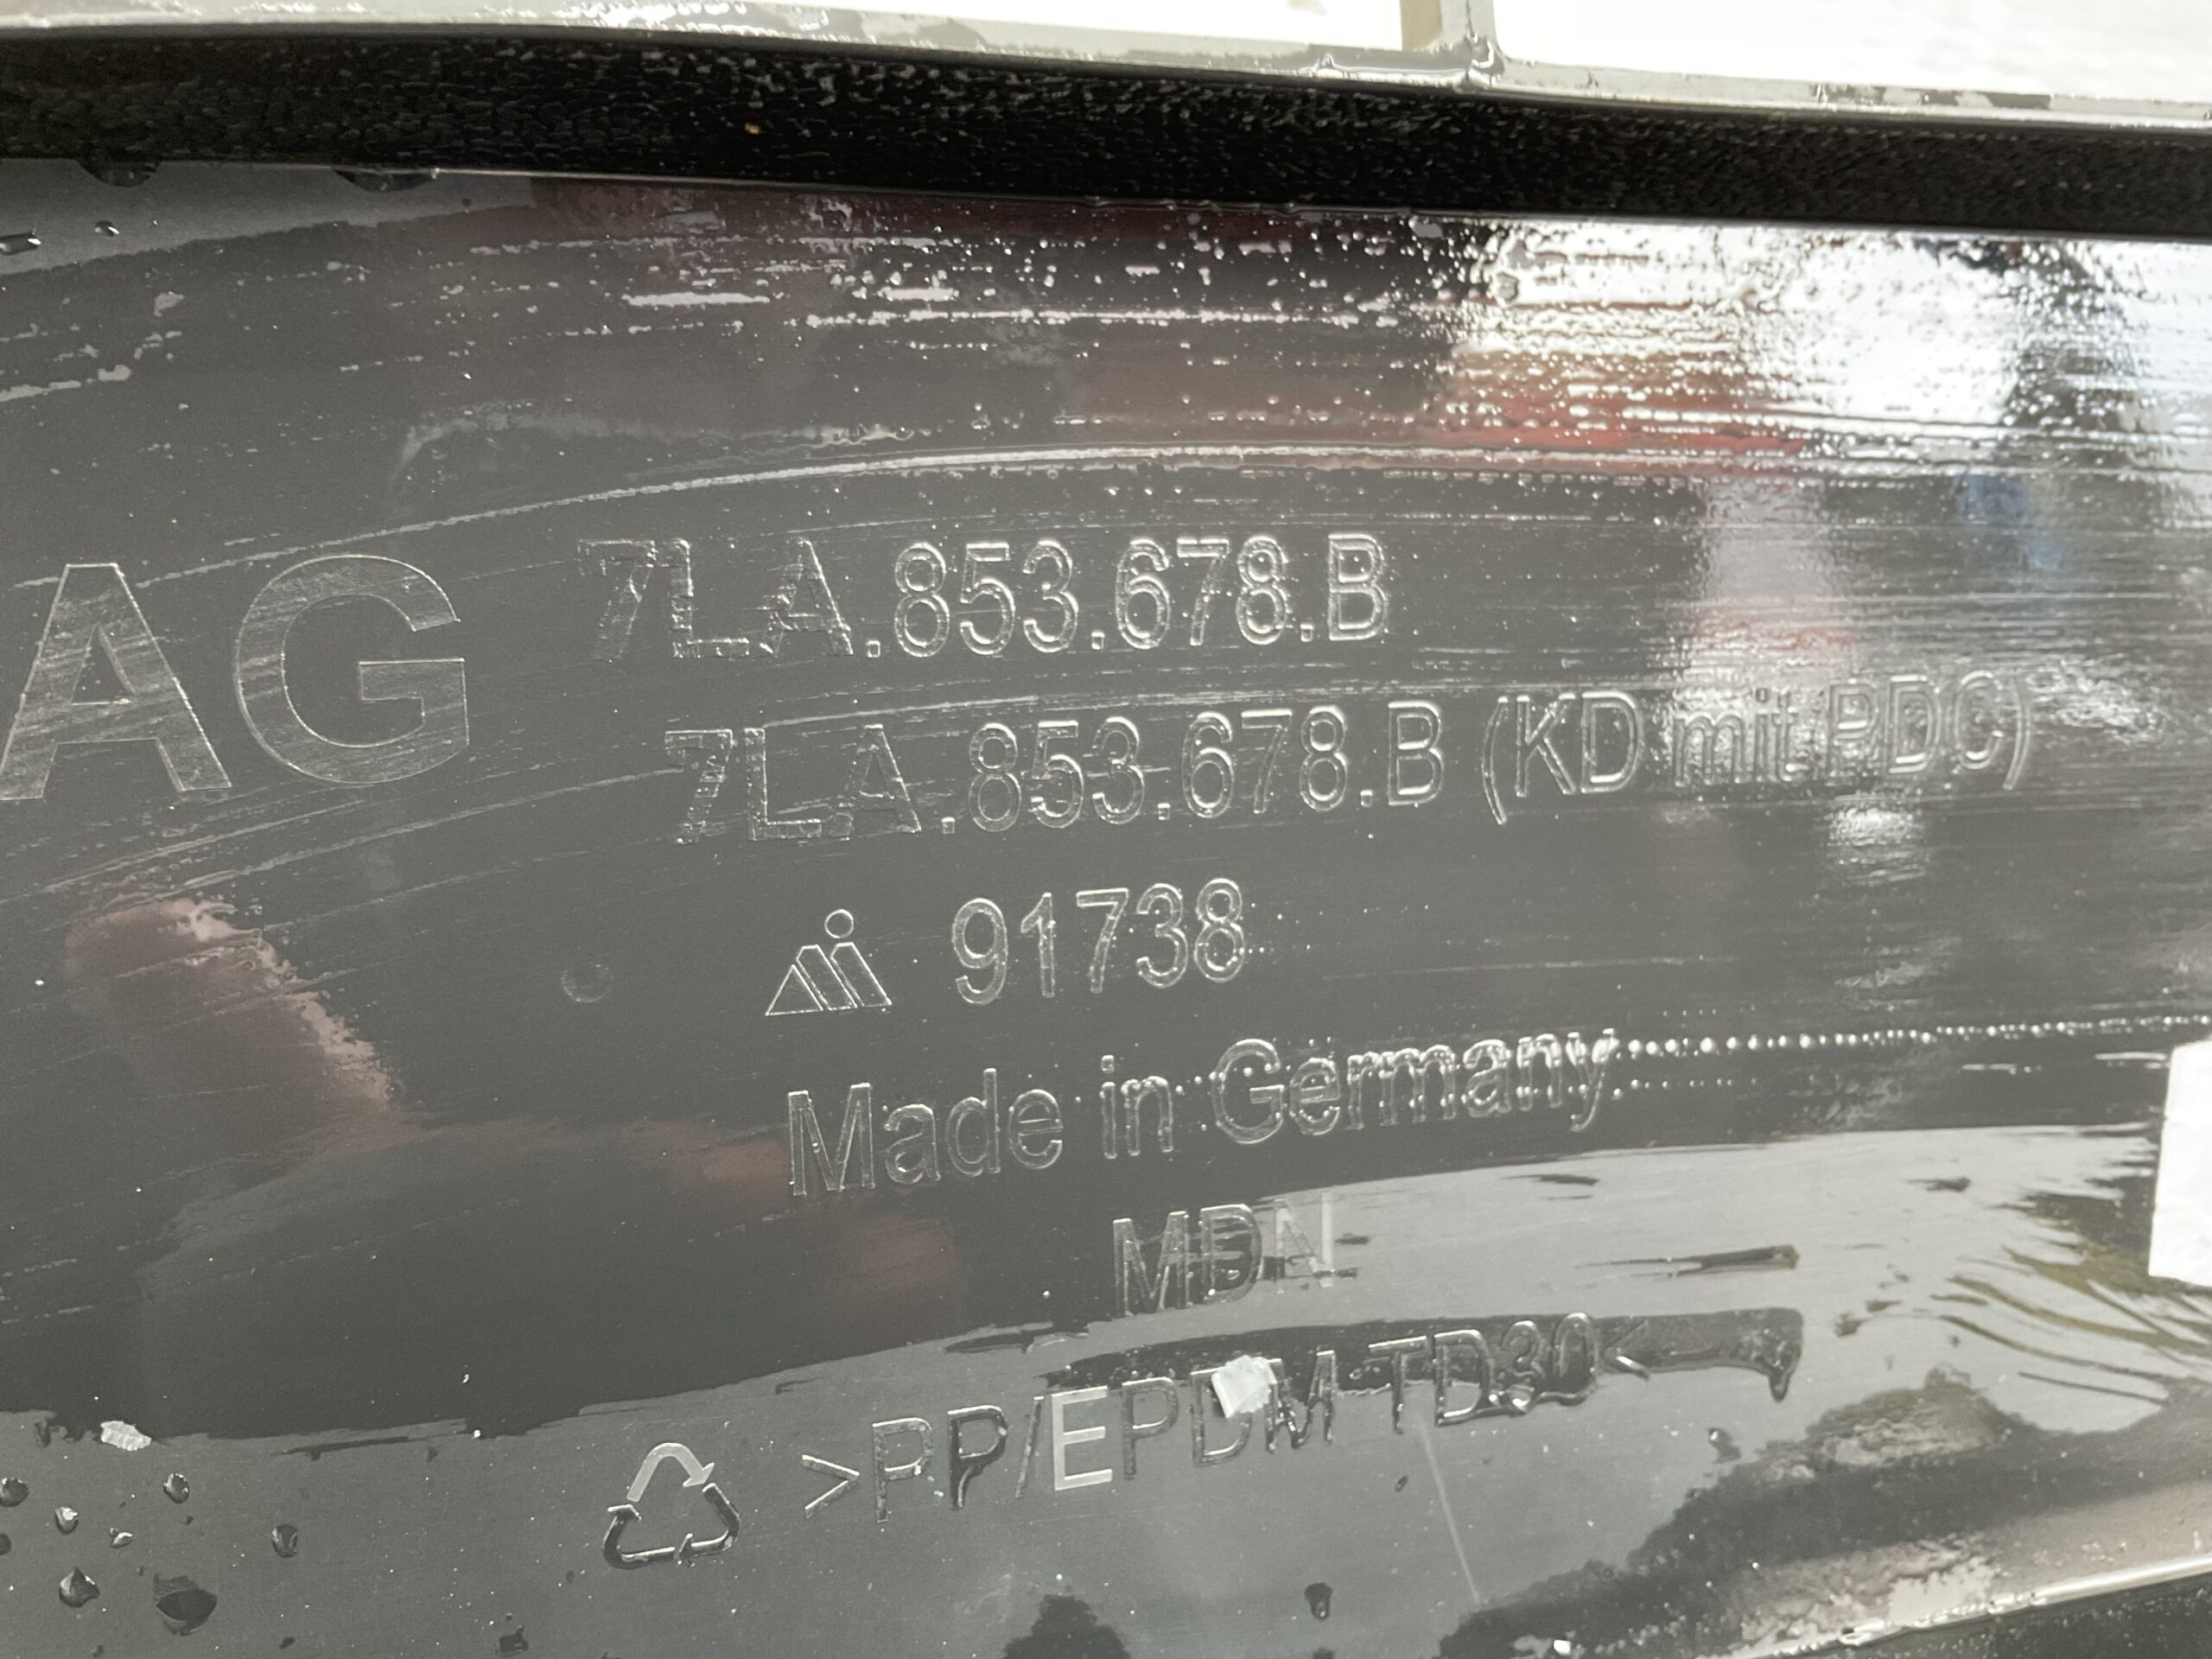 AG 7LA.853.678.B
7LA.853.678.B (KD mit PDC)
91738
Made in Germany
MDN
>PP/EPDM-TD30<